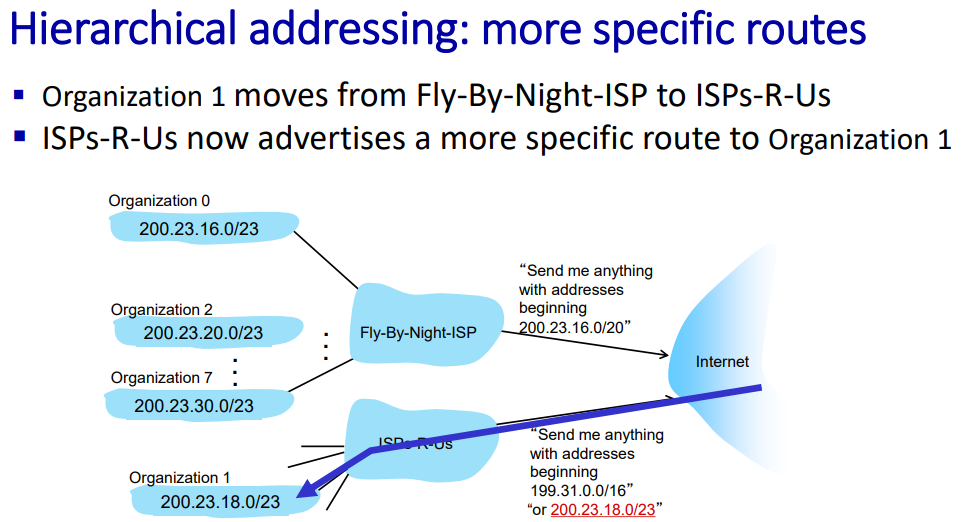 Hierarchical addressing: more specific routes
▪ Organization 1 moves from Fly-By-Night-ISP to ISPs-R-Us
▪ ISPs-R-Us now advertises a more specific route to Organization 1
Organization 0
200.23.16.0/23
Organization 2
200.23.20.0/23
Organization 7
200.23.30.0/23
Fly-By-Night-ISP
“Send me anything
with addresses
beginning
200.23.16.0/20”
Internet
ISPs-R-Us
Organization 1
200.23.18.0/23
“Send me anything
with addresses
beginning
199.31.0.0/16”
“or 200.23.18.0/23”